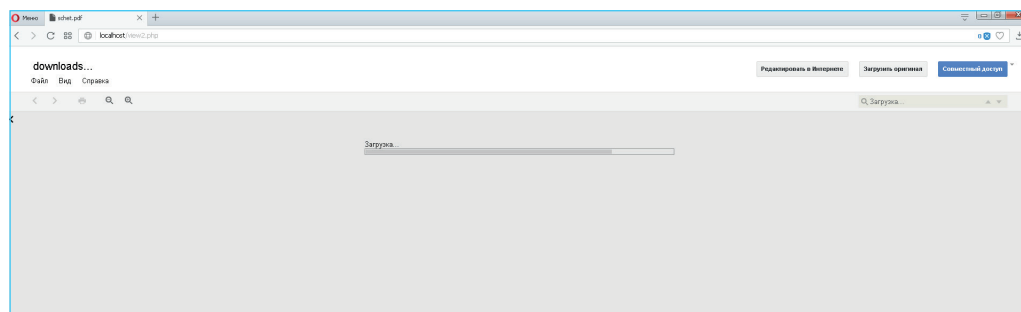 Меню schet.pdf
localhost/view2.php
downloads...
Файл Вид Справка
Редактировать в Интернете Загрузить оригинал Совместный доступ
Загрузка...
Загрузка...